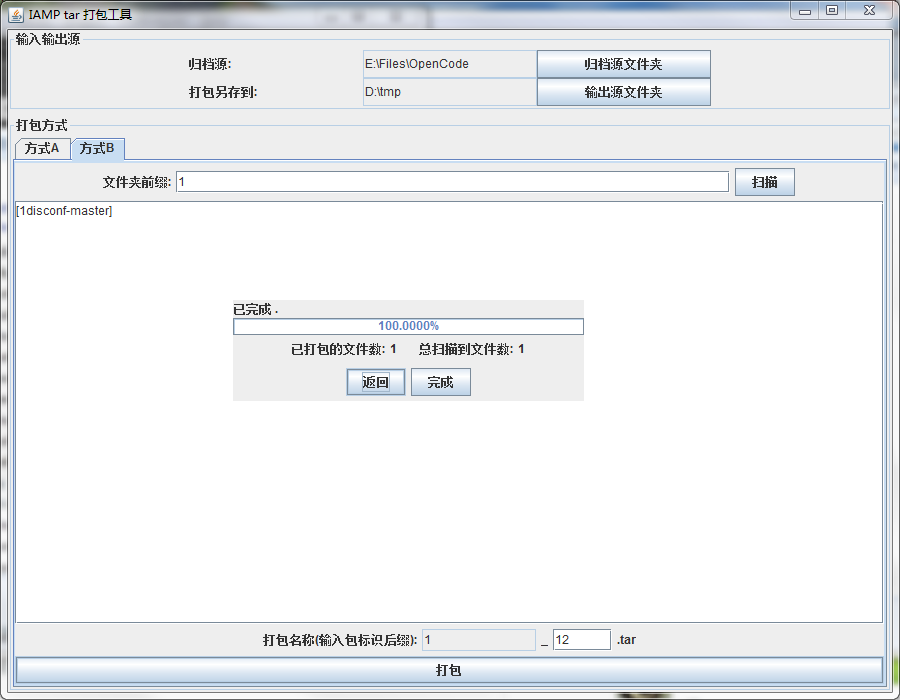 IAMP tar 打包工具
输入输出源
归档源: E:\Files\OpenCode 归档源文件夹
打包另存到: D:\tmp 输出源文件夹
打包方式
方式A 方式B
文件夹前缀: 1 扫描
[1disconf-master]
已完成 .
100.0000%
已打包的文件数: 1 总扫描到文件数: 1
返回 完成
打包名称(输入包标识后缀): 1 _ 12 .tar
打包